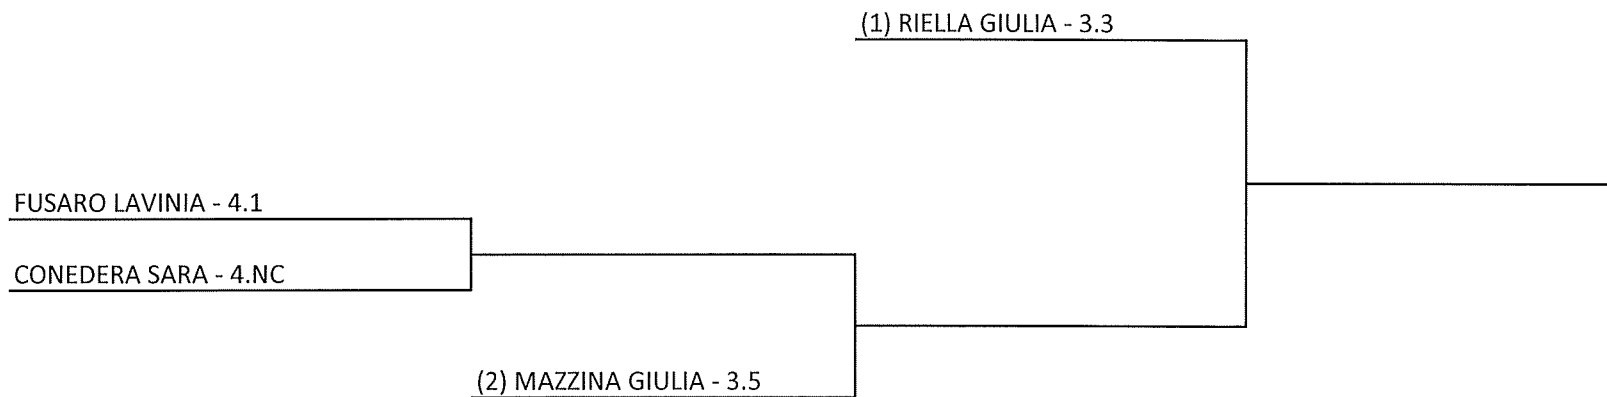 (1) RIELLA GIULIA - 3.3
FUSARO LAVINIA - 4.1
CONEDERA SARA - 4.NC
(2) MAZZINA GIULIA - 3.5